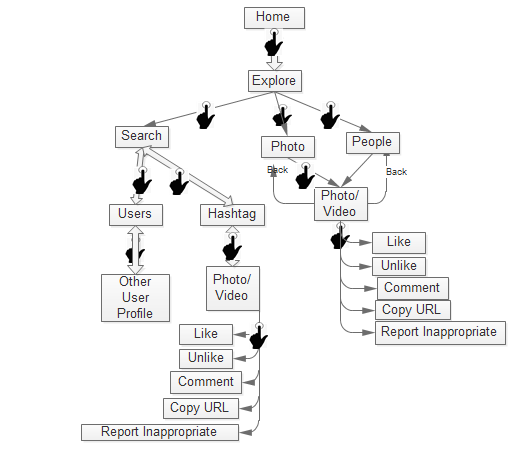 Home
Explore
Search
Photo
People
Back
Back
Users
Hashtag
Photo/
Video
Other
User
Profile
Photo/
Video
Like
Unlike
Comment
Copy URL
Report Inappropriate
Like
Unlike
Comment
Copy URL
Report Inappropriate